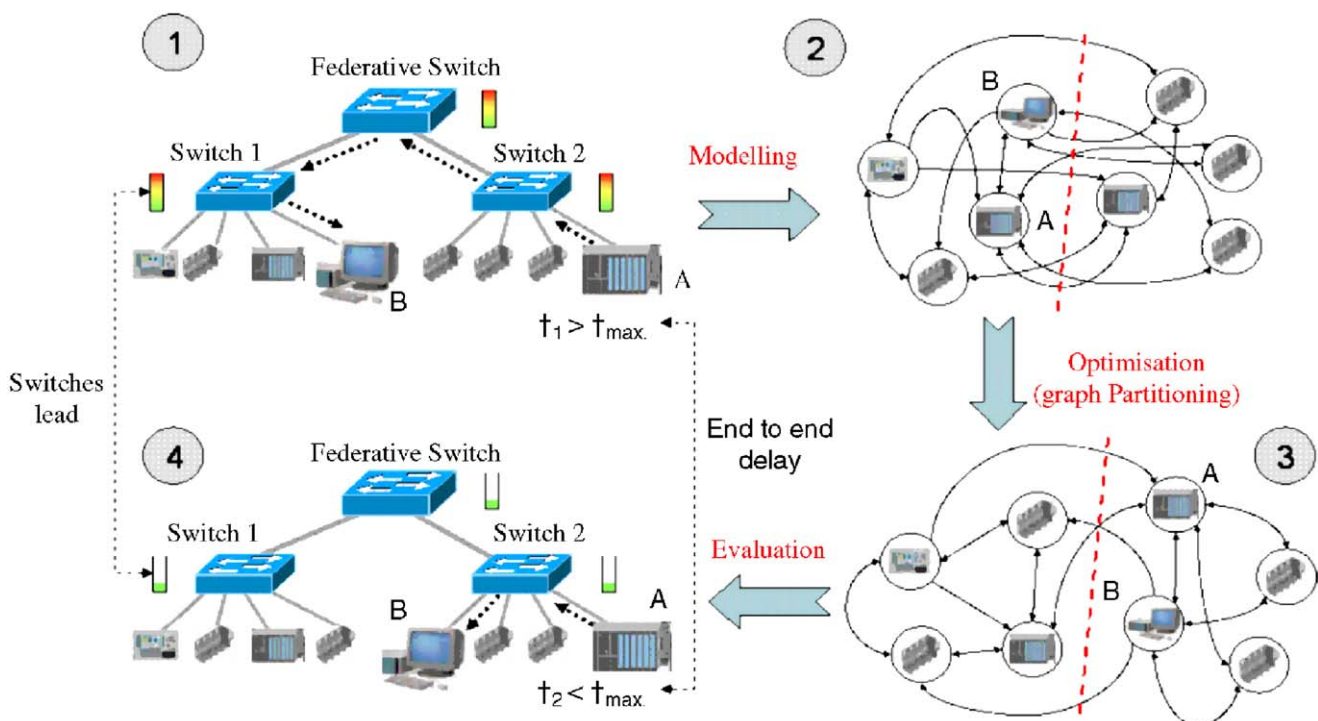 1
Federative Switch
Switch 1
Switch 2
B
A
t1 > tmax.
Modelling
2
B
A
Optimisation
(graph Partitioning)
Switches
lead
End to end
delay
4
Federative Switch
Switch 1
Switch 2
B
A
t2 < tmax.
Evaluation
3
A
B